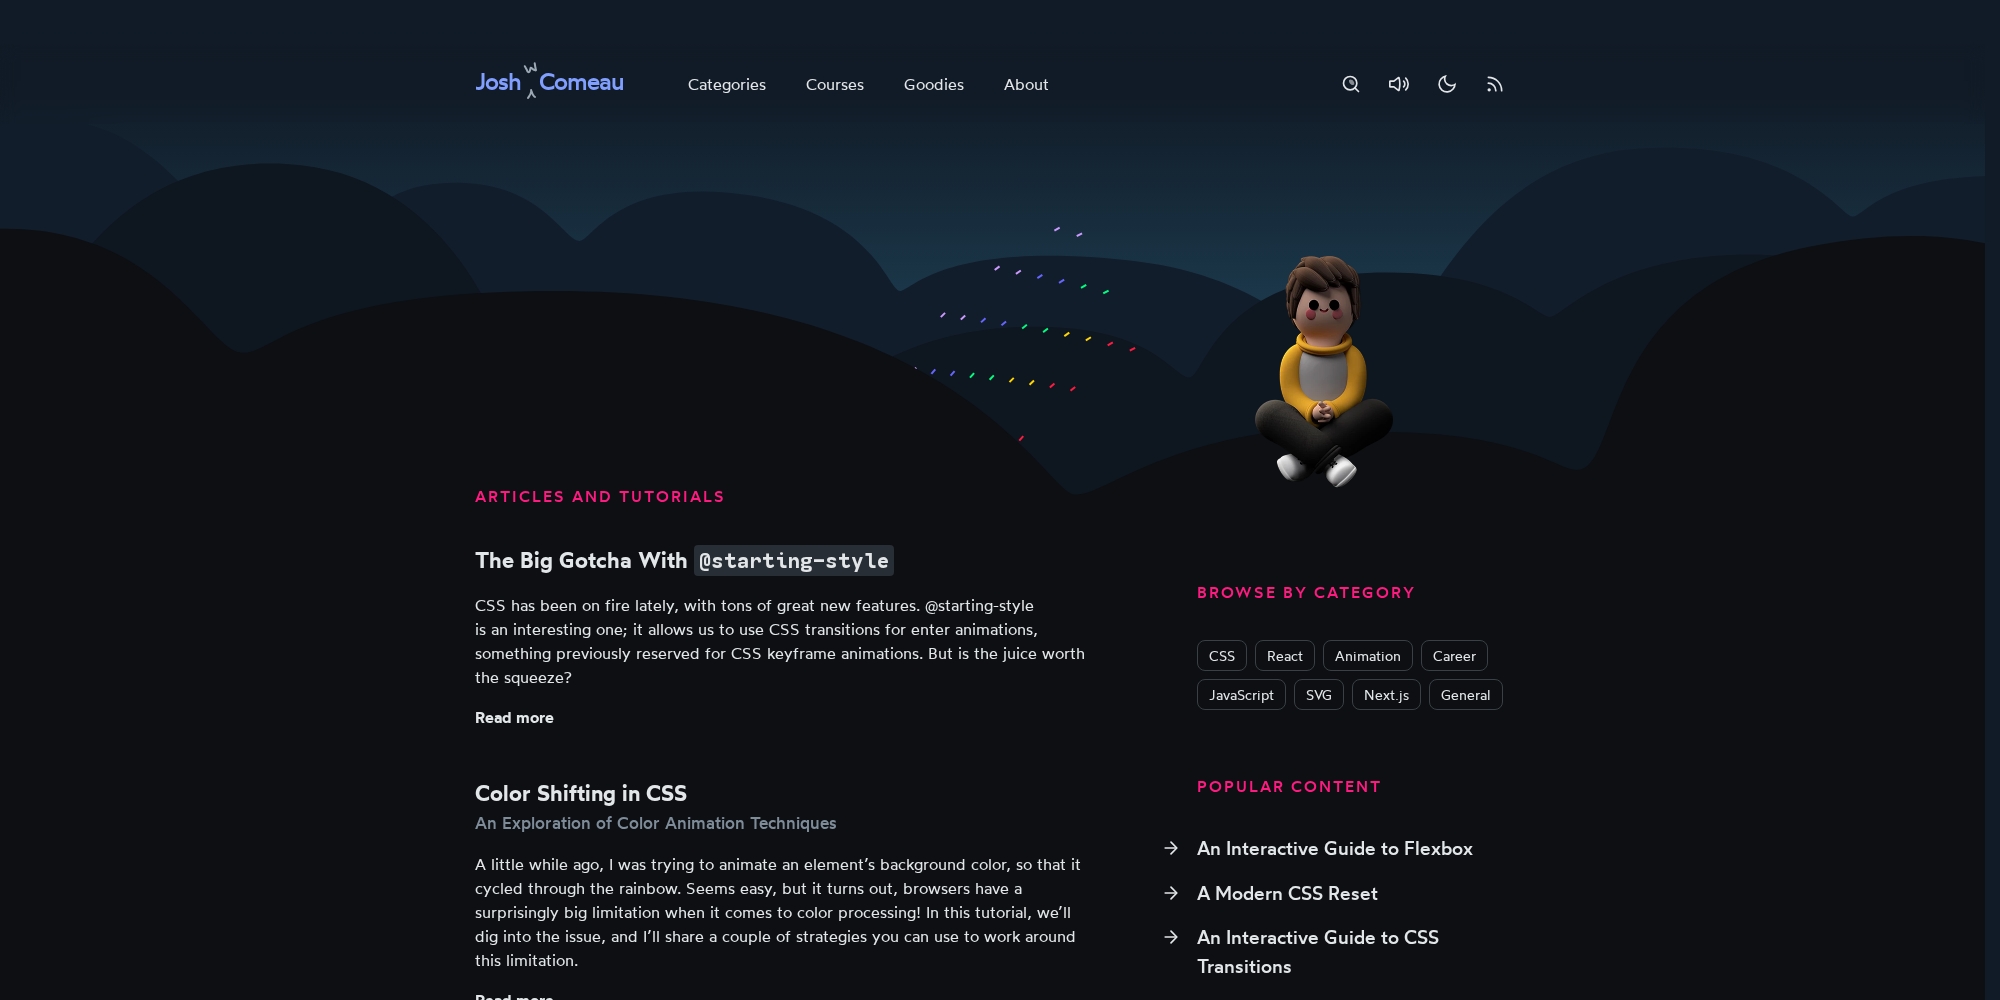 Josh W Comeau
Categories
Courses
Goodies
About
ARTICLES AND TUTORIALS
The Big Gotcha With @starting-style
CSS has been on fire lately, with tons of great new features. @starting-style
is an interesting one; it allows us to use CSS transitions for enter animations,
something previously reserved for CSS keyframe animations. But is the juice worth
the squeeze?
Read more
Color Shifting in CSS
An Exploration of Color Animation Techniques
A little while ago, I was trying to animate an element’s background color, so that it
cycled through the rainbow. Seems easy, but it turns out, browsers have a
surprisingly big limitation when it comes to color processing! In this tutorial, we’ll
dig into the issue, and I’ll share a couple of strategies you can use to work around
this limitation.
Read more
BROWSE BY CATEGORY
CSS
React
Animation
Career
JavaScript
SVG
Next.js
General
POPULAR CONTENT
An Interactive Guide to Flexbox
A Modern CSS Reset
An Interactive Guide to CSS
Transitions